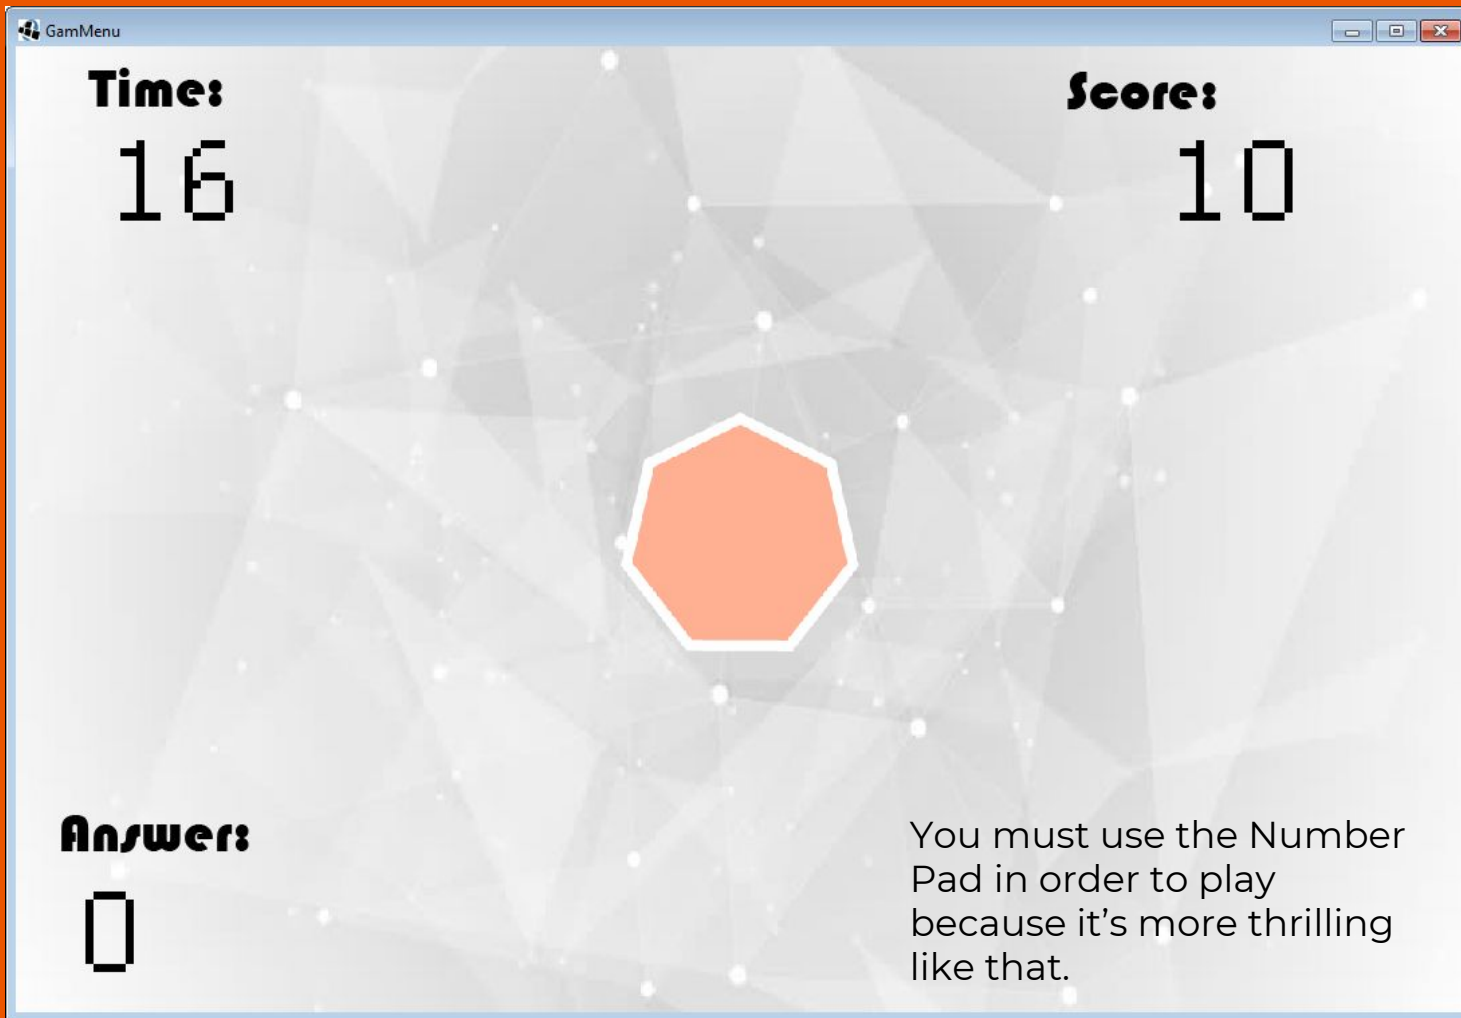 GamMenu
Time:
16
Score:
10
Answer:
0
You must use the Number
Pad in order to play
because it’s more thrilling
like that.